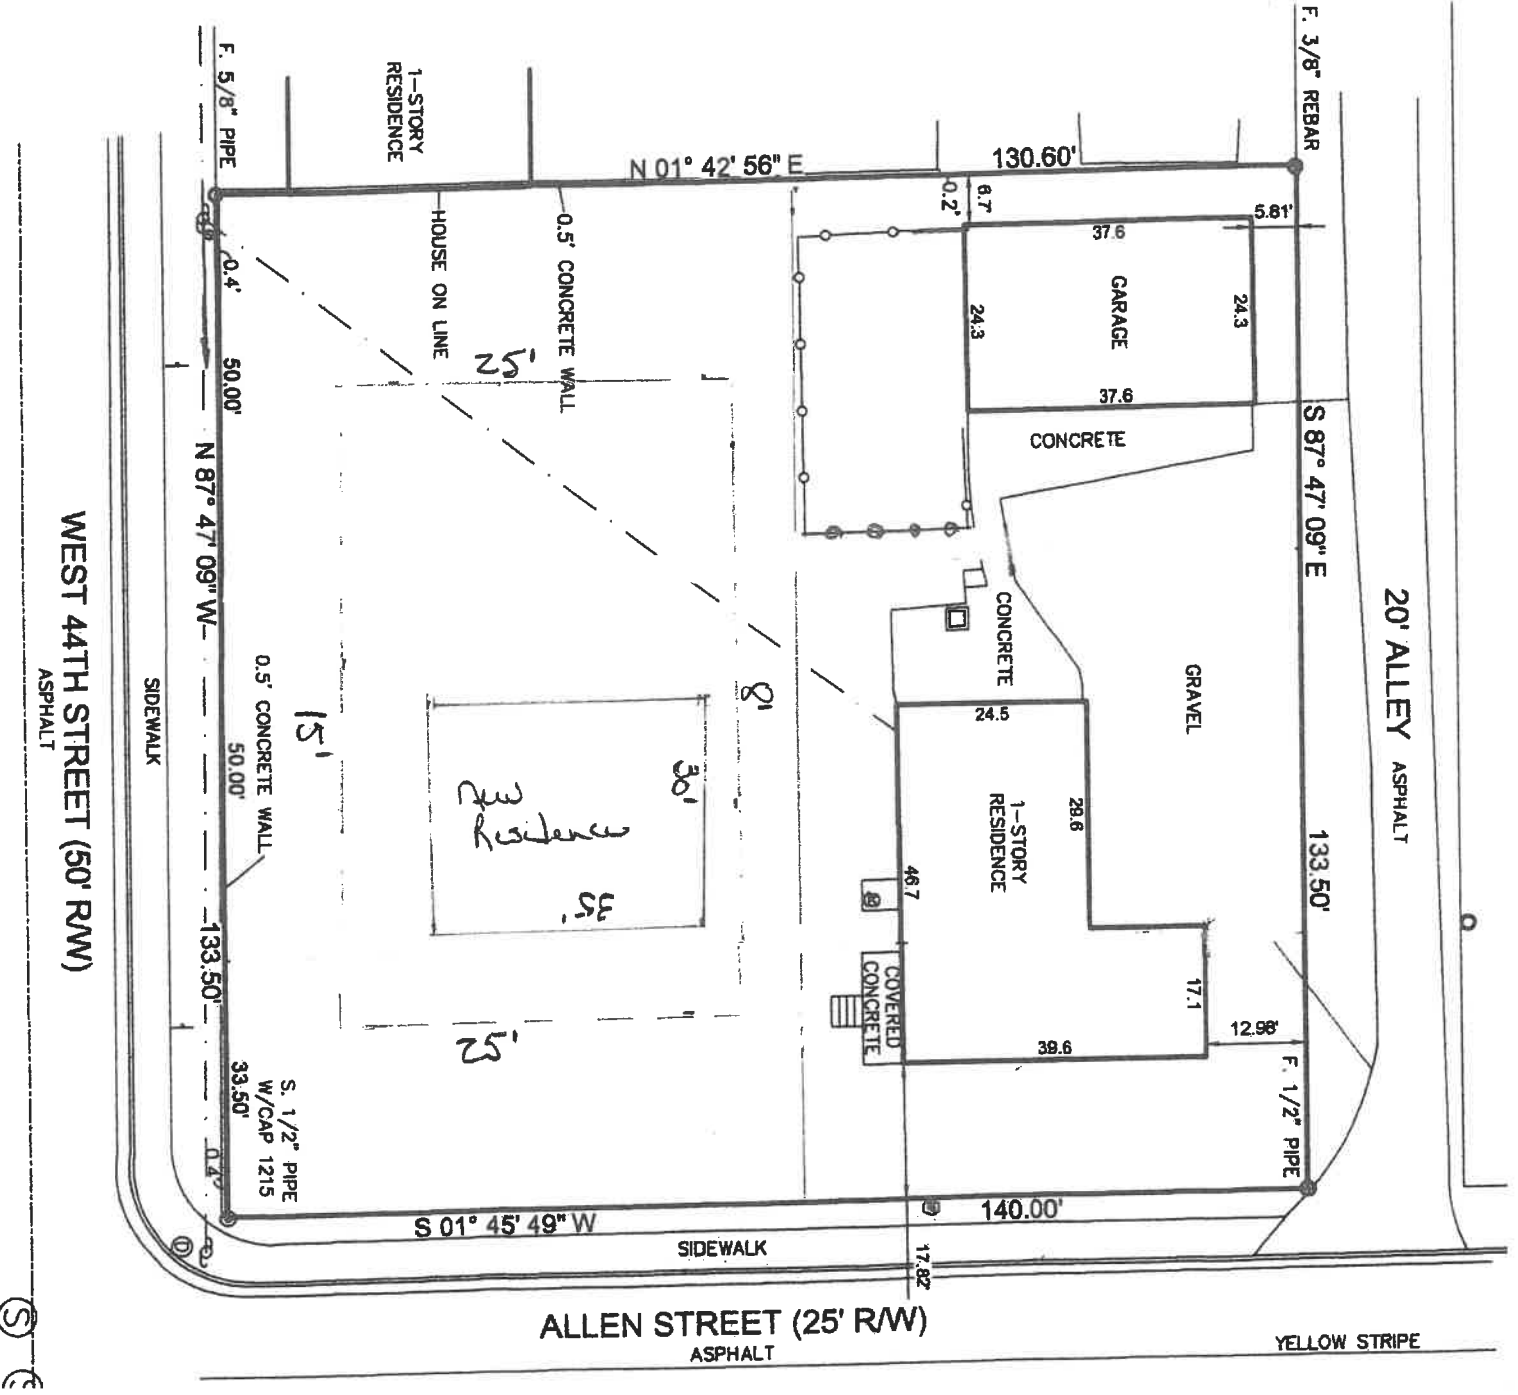 F. 5/8" PIPE
1-STORY
RESIDENCE
N 01° 42' 56" E
130.60'
F. 3/8" REBAR
0.4'
HOUSE ON LINE
0.5' CONCRETE WALL
0.2'
6.7'
5.81'
37.6
GARAGE
24.3
24.3
37.6
CONCRETE
S 87° 47' 09" E
20' ALLEY
ASPHALT
50.00'
N 87° 47' 09" W
25'
15'
8'
25'
New
Residence
35'
CONCRETE
GRAVEL
24.5
1-STORY
RESIDENCE
29.6
46.7
17.1
39.6
12.98'
COVERED
CONCRETE
133.50'
F. 1/2" PIPE
WEST 44TH STREET (50' R/W)
ASPHALT
SIDEWALK
0.5' CONCRETE WALL
50.00'
133.50'
33.50'
S. 1/2" PIPE
W/CAP 1215
0.4'
S 01° 45' 49" W
140.00'
SIDEWALK
17.82'
ALLEN STREET (25' R/W)
ASPHALT
YELLOW STRIPE
D
S